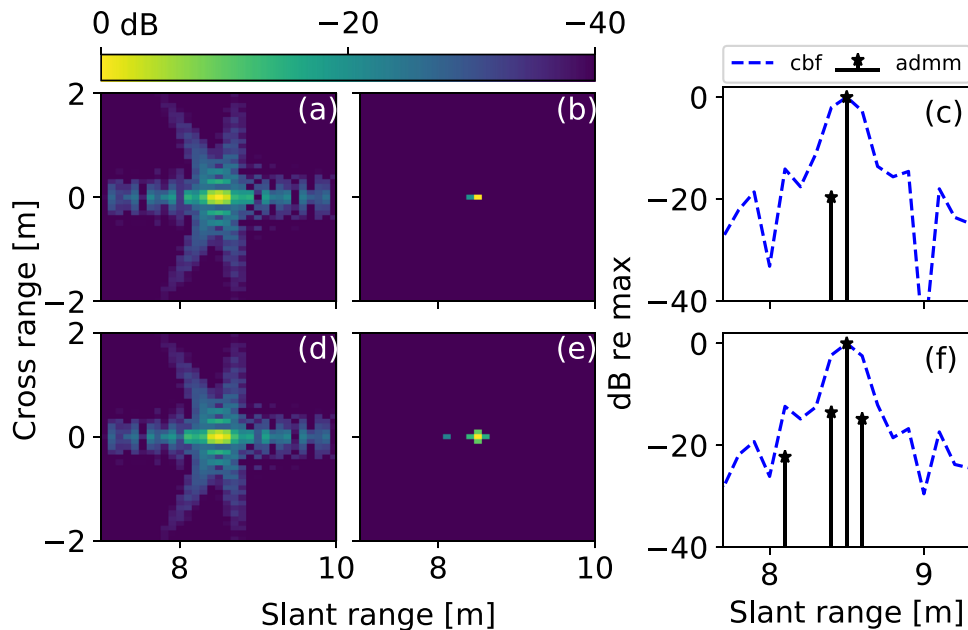 0 dB −20 −40
cbf admm
2 (a) (b) 0 (c)
0 −20
−2 −40
2 (d) (e) 0 (f)
0 −20
−2 −40
8 10 8 10 8 9
Cross range [m]
dB re max
Slant range [m] Slant range [m]